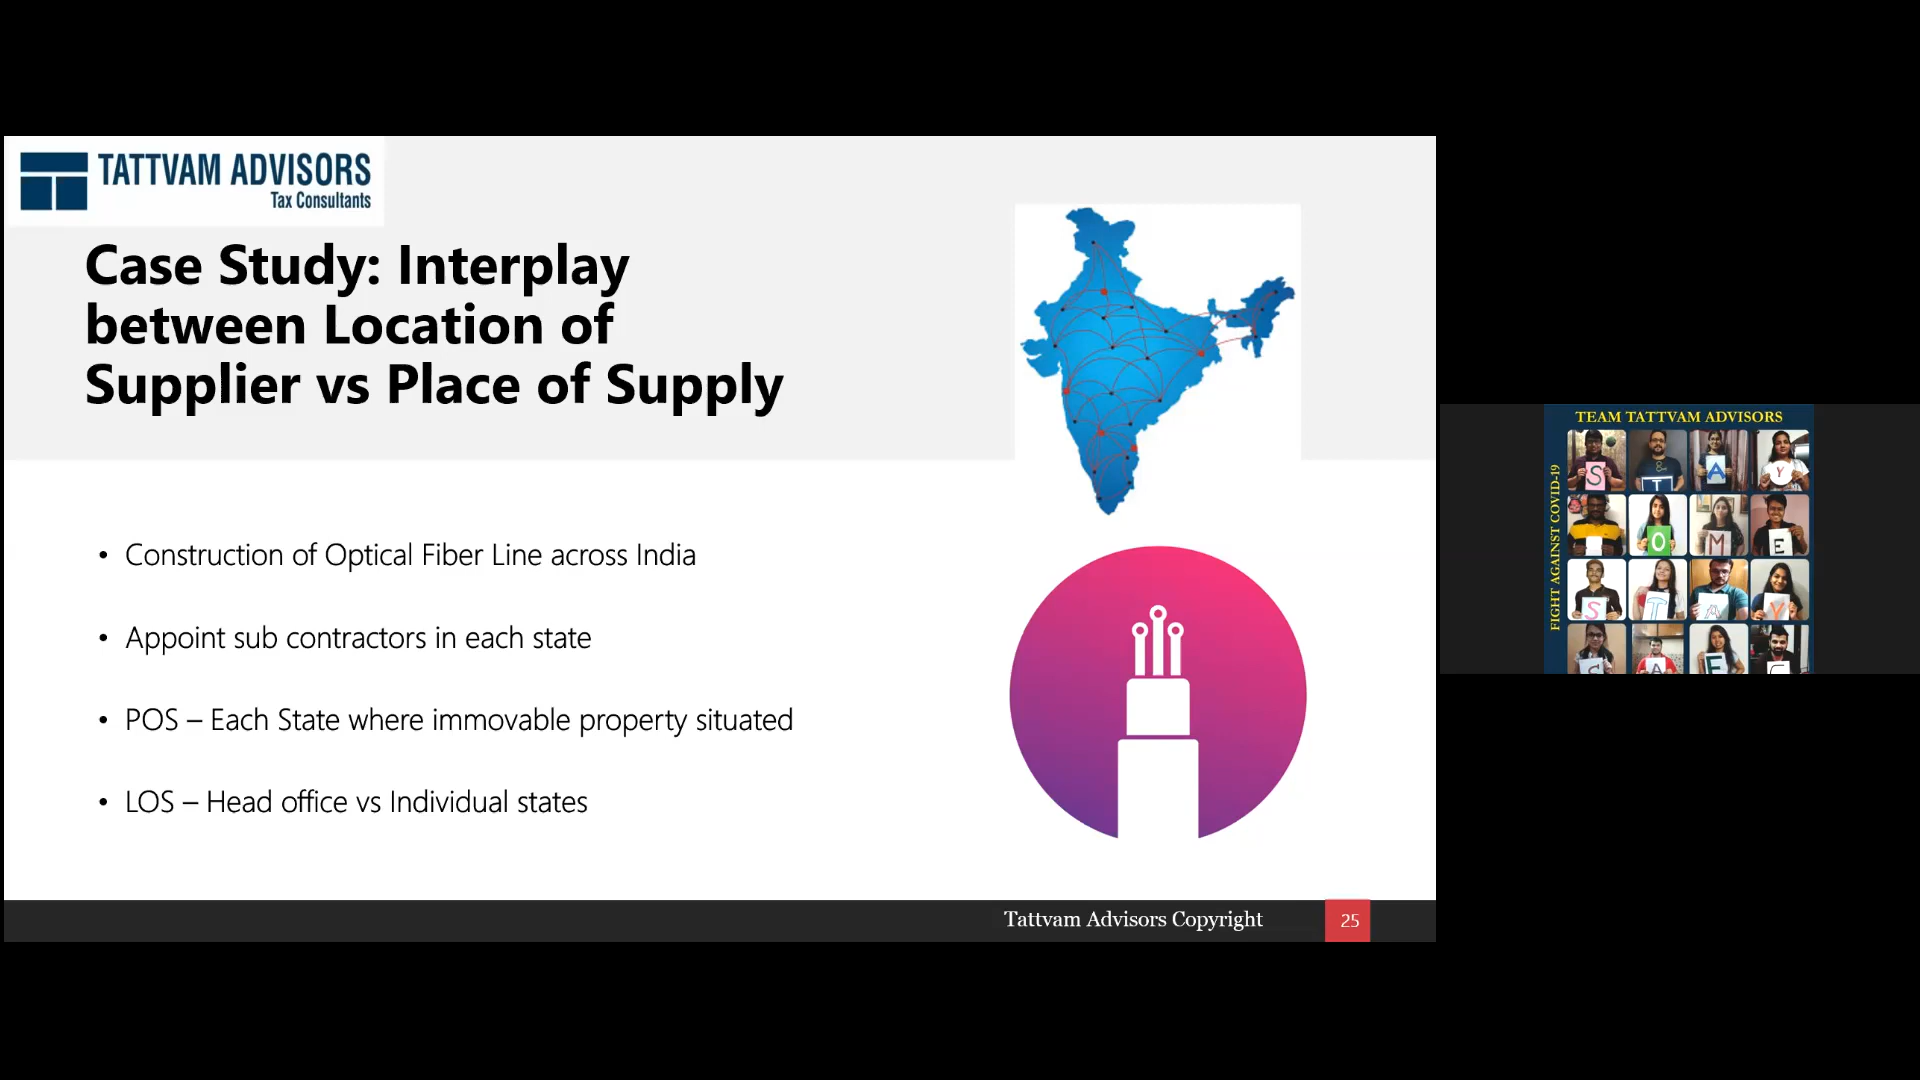 TATTVAM ADVISORS
Tax Consultants
Case Study: Interplay
between Location of
Supplier vs Place of Supply
• Construction of Optical Fiber Line across India
• Appoint sub contractors in each state
• POS – Each State where immovable property situated
• LOS – Head office vs Individual states
Tattvam Advisors Copyright
25
TEAM TATTVAM ADVISORS
FIGHT AGAINST COVID-19
S T A Y
O M E
S T A Y
S A F